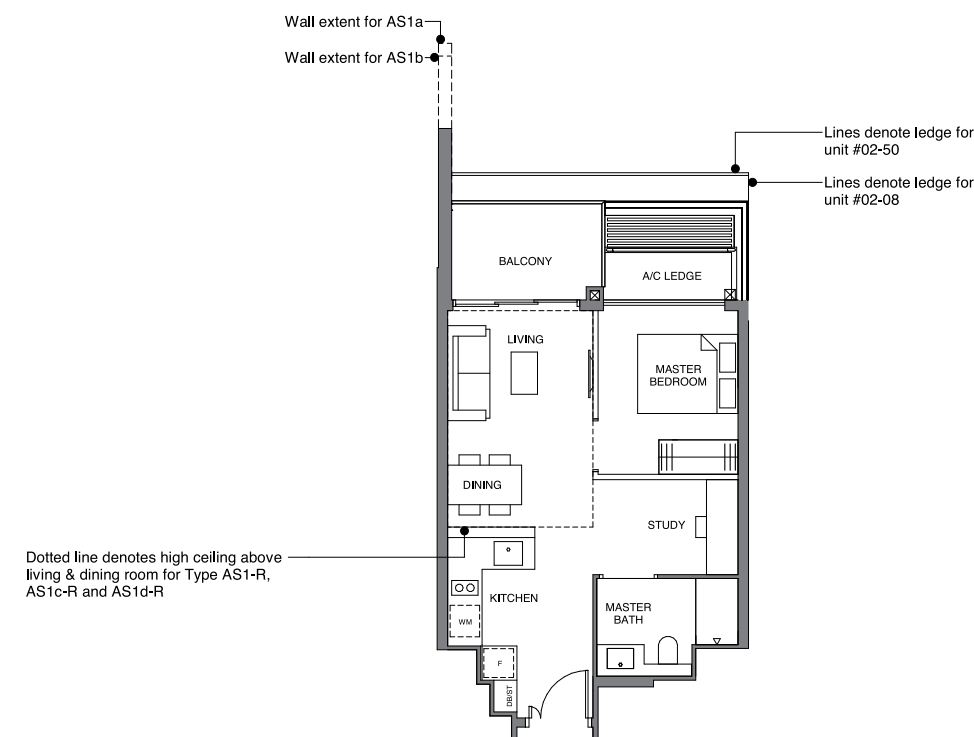 Wall extent for AS1a
Wall extent for AS1b
Lines denote ledge for
unit #02-50
Lines denote ledge for
unit #02-08
BALCONY
A/C LEDGE
LIVING
MASTER
BEDROOM
DINING
STUDY
Dotted line denotes high ceiling above
living & dining room for Type AS1-R,
AS1c-R and AS1d-R
KITCHEN
MASTER
BATH
WM
F
DB/ST